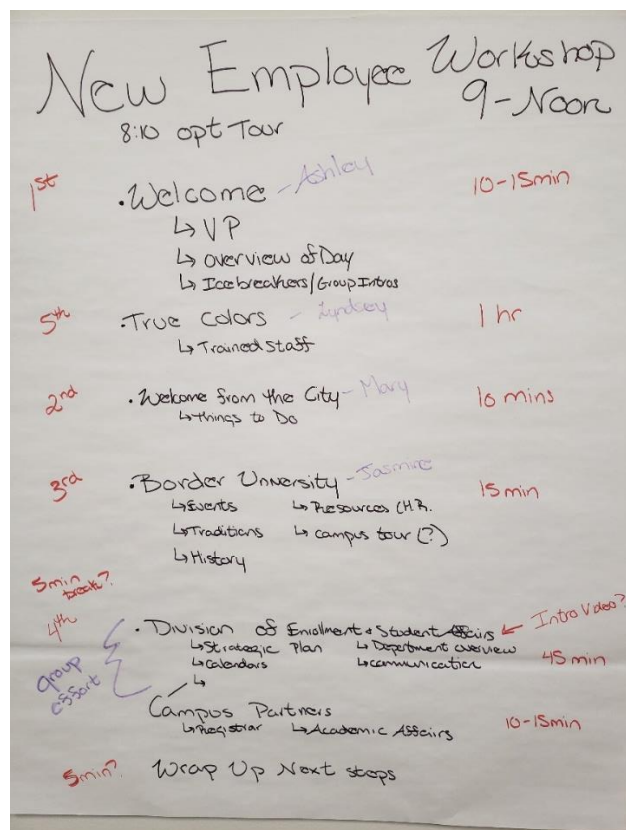 New Employee Workshop
9-Noon
8:10 opt Tour
1st • Welcome - Ashley 10-15min
↳ VP
↳ overview of Day
↳ Icebreakers/Group Intros
5th • True Colors - Lyndsey 1 hr
↳ Trained Staff
2nd • Welcome from the City - Mary 10 mins
↳ things to Do
3rd • Border University - Jasmine 15 min
↳ Events ↳ Resources (H.R.
↳ Traditions ↳ campus tour (?)
↳ History
5min break?
4th • Division of Enrollment + Student Affairs ← Intro Video?
↳ Strategic Plan ↳ Department overview
↳ calendars ↳ communication 45 min
group effort
↳
Campus Partners
↳ Registrar ↳ Academic Affairs 10-15min
5min? Wrap Up Next steps